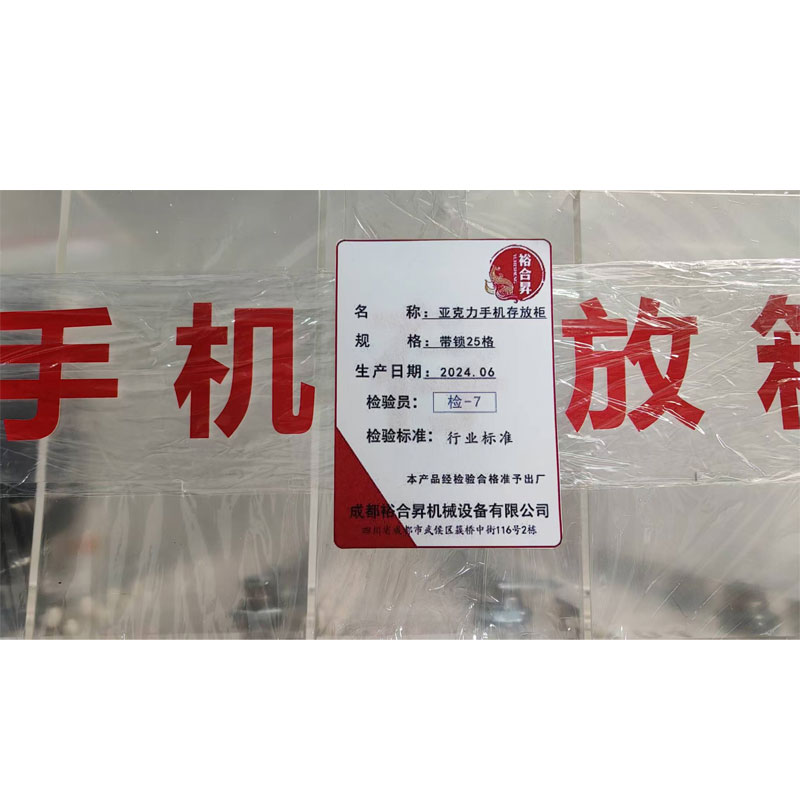 裕合昇
名 称：亚克力手机存放柜
规 格：带锁25格
生产日期：2024.06
检验员：检-7
检验标准：行业标准
本产品经检验合格准予出厂
成都裕合昇机械设备有限公司
四川省成都市武侯区簇桥中街116号2栋
手机 放箱